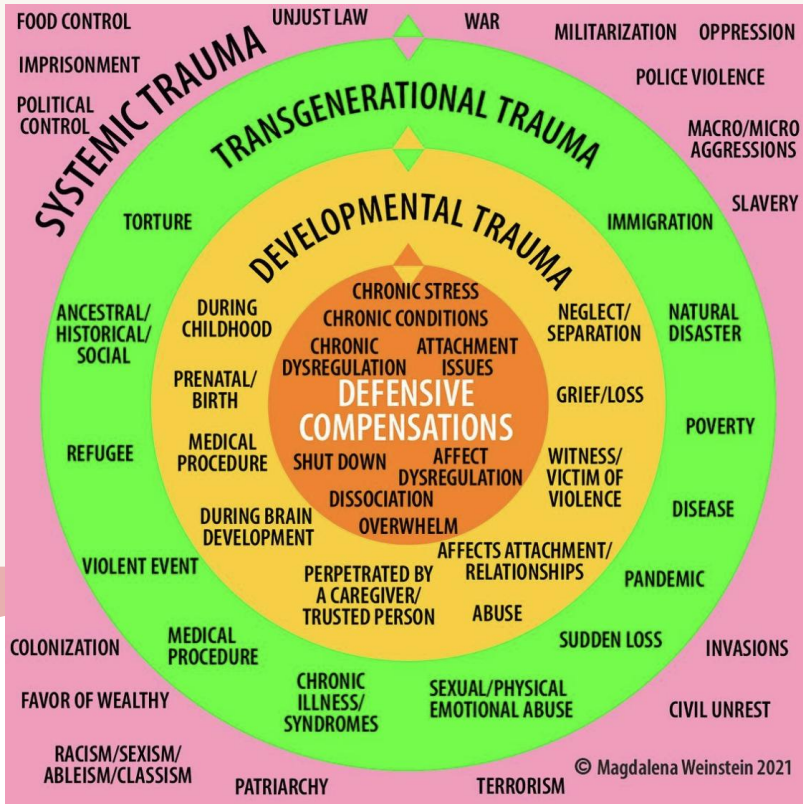 FOOD CONTROL
UNJUST LAW
WAR
MILITARIZATION
OPPRESSION
IMPRISONMENT
POLICE VIOLENCE
POLITICAL
CONTROL
SYSTEMIC TRAUMA
MACRO/MICRO
AGGRESSIONS
SLAVERY
TRANSGENERATIONAL TRAUMA
TORTURE
IMMIGRATION
ANCESTRAL/
HISTORICAL/
SOCIAL
NATURAL
DISASTER
DEVELOPMENTAL TRAUMA
DURING
CHILDHOOD
NEGLECT/
SEPARATION
CHRONIC STRESS
CHRONIC CONDITIONS
CHRONIC
DYSREGULATION
ATTACHMENT
ISSUES
PRENATAL/
BIRTH
GRIEF/LOSS
DEFENSIVE
COMPENSATIONS
POVERTY
REFUGEE
MEDICAL
PROCEDURE
SHUT DOWN
AFFECT
DYSREGULATION
WITNESS/
VICTIM OF
VIOLENCE
DISSOCIATION
OVERWHELM
DISEASE
DURING BRAIN
DEVELOPMENT
AFFECTS ATTACHMENT/
RELATIONSHIPS
VIOLENT EVENT
PERPETRATED BY
A CAREGIVER/
TRUSTED PERSON
ABUSE
PANDEMIC
COLONIZATION
MEDICAL
PROCEDURE
SUDDEN LOSS
INVASIONS
CHRONIC
ILLNESS/
SYNDROMES
SEXUAL/PHYSICAL
EMOTIONAL ABUSE
FAVOR OF WEALTHY
CIVIL UNREST
RACISM/SEXISM/
ABLEISM/CLASSISM
PATRIARCHY
TERRORISM
© Magdalena Weinstein 2021